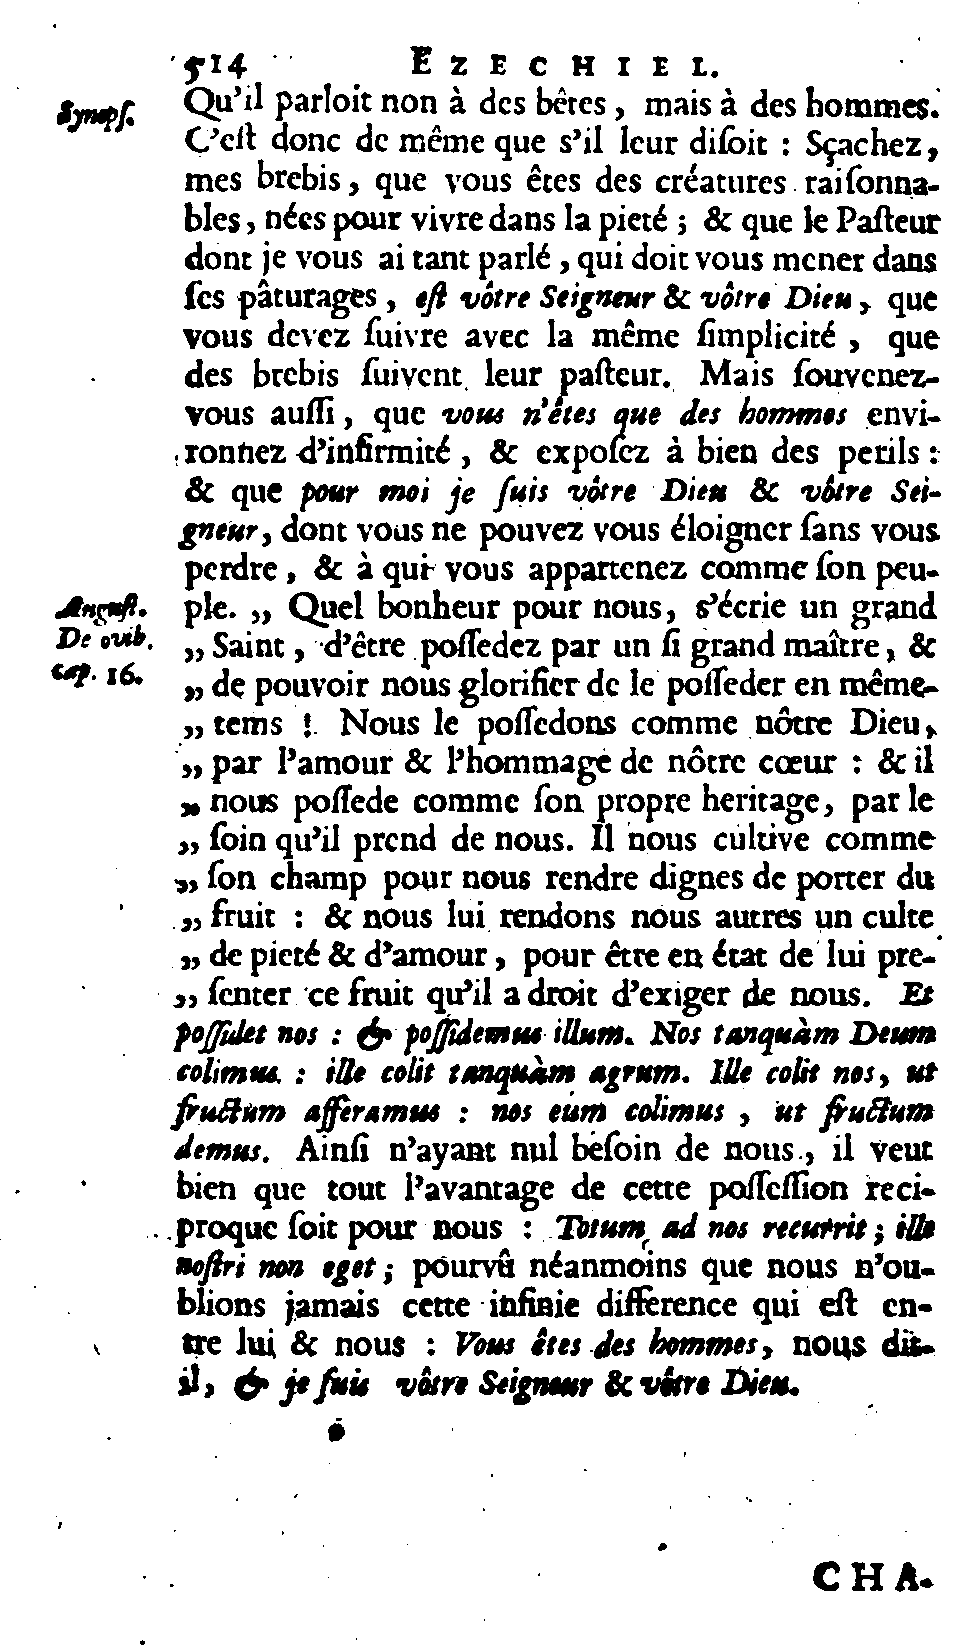 514 EZECHIEL.
Synopſ.
Qu'il parloit non à des bêtes, mais à des hommes.
C'eſt donc de même que s'il leur diſoit : Sçachez,
mes brebis, que vous êtes des créatures raiſonna-
bles, nées pour vivre dans la pieté ; & que le Paſteur
dont je vous ai tant parlé, qui doit vous mener dans
ſes pâturages, eſt vôtre Seigneur & vôtre Dieu, que
vous devez ſuivre avec la même ſimplicité, que
des brebis ſuivent leur paſteur. Mais ſouvenez-
vous auſſi, que vous n'êtes que des hommes envi-
ronnez d'infirmité, & expoſez à bien des perils :
& que pour moi je ſuis vôtre Dieu & vôtre Sei-
gneur, dont vous ne pouvez vous éloigner ſans vous
perdre, & à qui vous appartenez comme ſon peu-
Auguſt.
De ovib.
cap. 16.
ple. „ Quel bonheur pour nous, s'écrie un grand
„ Saint, d'être poſſedez par un ſi grand maître, &
„ de pouvoir nous glorifier de le poſſeder en même-
„ tems ! Nous le poſſedons comme nôtre Dieu,
„ par l'amour & l'hommage de nôtre cœur : & il
„ nous poſſede comme ſon propre heritage, par le
„ ſoin qu'il prend de nous. Il nous cultive comme
„ ſon champ pour nous rendre dignes de porter du
„ fruit : & nous lui rendons nous autres un culte
„ de pieté & d'amour, pour être en état de lui pre-
„ ſenter ce fruit qu'il a droit d'exiger de nous. Et
poſſidet nos : & poſſidemus illum. Nos tanquàm Deum
colimus : ille colit tanquàm agrum. Ille colit nos, ut
fructum afferamus : nos eum colimus, ut fructum
demus. Ainſi n'ayant nul beſoin de nous, il veut
bien que tout l'avantage de cette poſſeſſion reci-
proque ſoit pour nous : Totum ad nos recurrit ; ille
noſtri non eget ; pourvû néanmoins que nous n'ou-
blions jamais cette infinie difference qui eſt en-
tre lui & nous : Vous êtes des hommes, nous dit-
il, & je ſuis vôtre Seigneur & vôtre Dieu.
CHA-